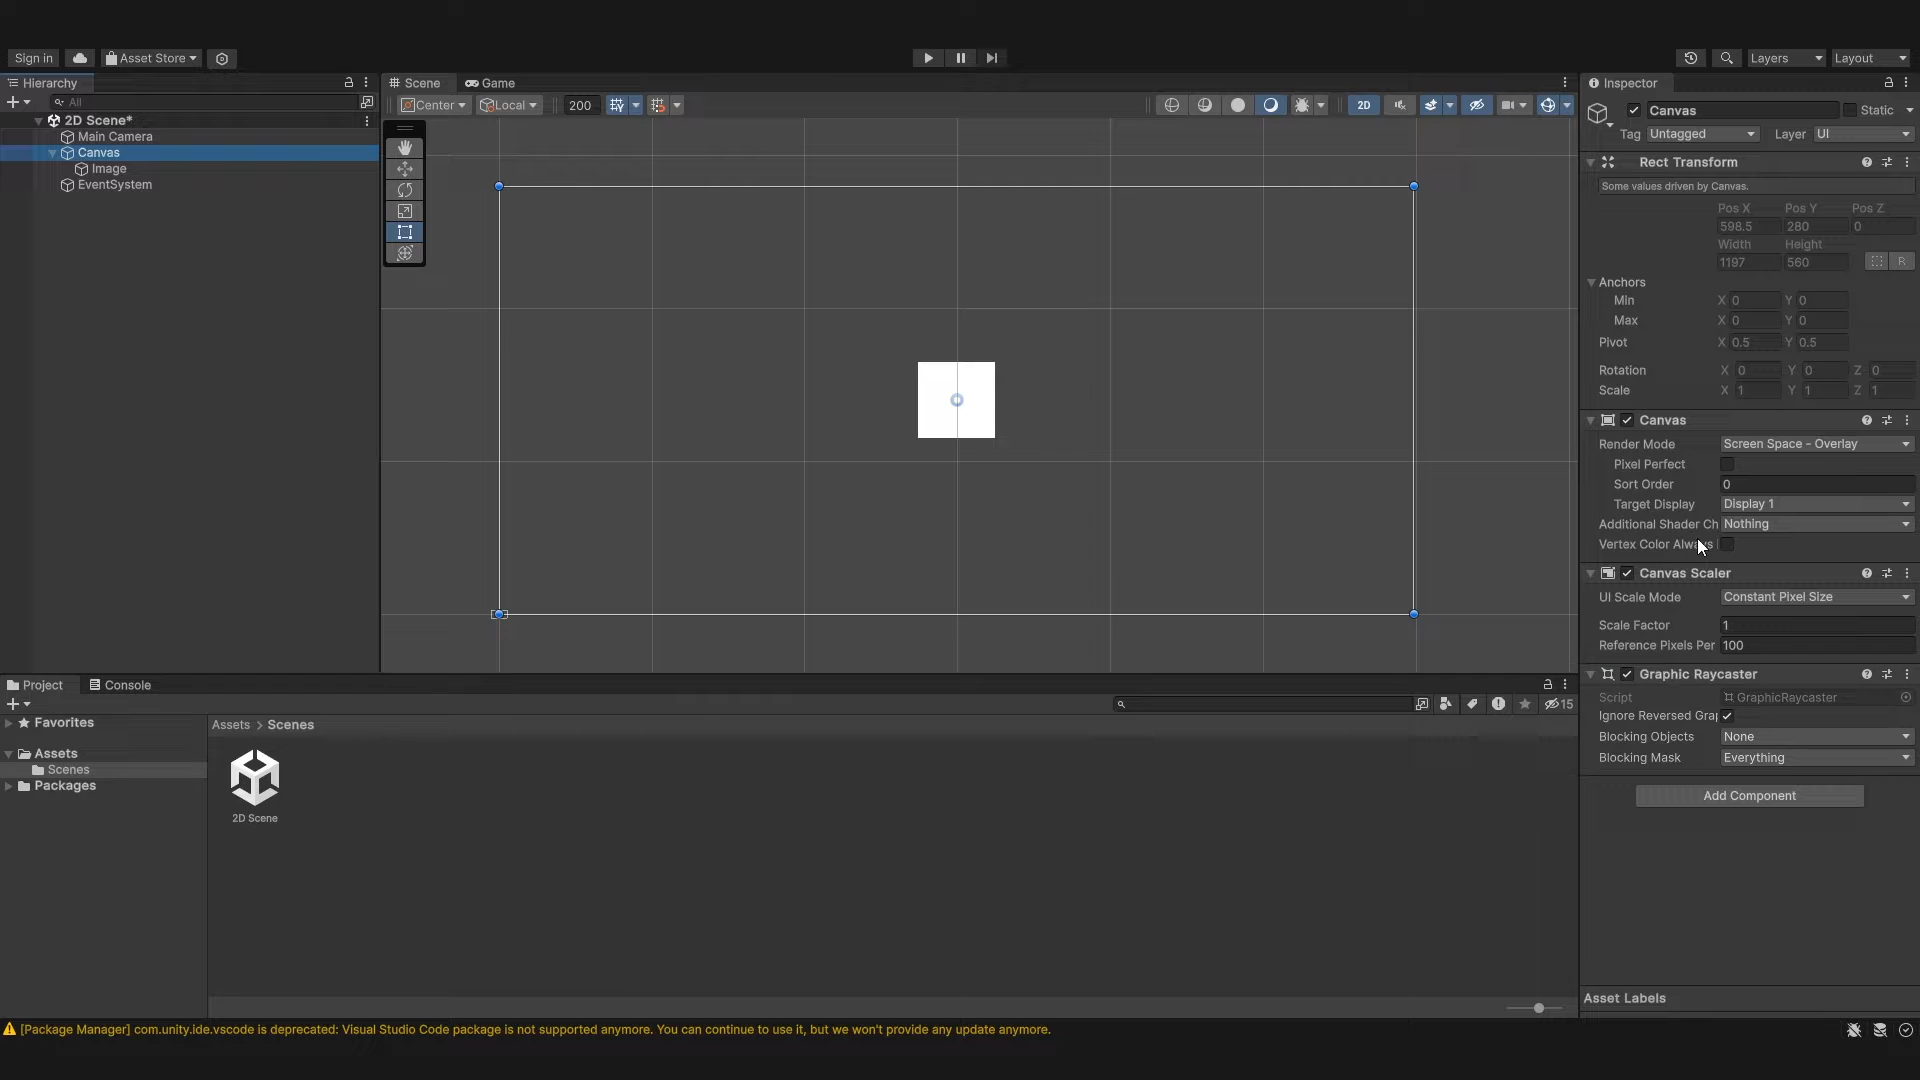 Sign in
Asset Store
Layers
Layout
Hierarchy
All
2D Scene*
Main Camera
Canvas
Image
EventSystem
Scene
Game
Center
Local
200
2D
Inspector
Canvas
Static
Tag Untagged Layer UI
Rect Transform
Some values driven by Canvas.
Pos X Pos Y Pos Z
598.5 280 0
Width Height
1197 560
R
Anchors
Min X 0 Y 0
Max X 0 Y 0
Pivot X 0.5 Y 0.5
Rotation X 0 Y 0 Z 0
Scale X 1 Y 1 Z 1
Canvas
Render Mode Screen Space - Overlay
Pixel Perfect
Sort Order 0
Target Display Display 1
Additional Shader Ch Nothing
Vertex Color Always
Canvas Scaler
UI Scale Mode Constant Pixel Size
Scale Factor 1
Reference Pixels Per 100
Graphic Raycaster
Script GraphicRaycaster
Ignore Reversed Grap
Blocking Objects None
Blocking Mask Everything
Add Component
Asset Labels
Project
Console
15
Favorites
Assets
Scenes
Packages
Assets > Scenes
2D Scene
[Package Manager] com.unity.ide.vscode is deprecated: Visual Studio Code package is not supported anymore. You can continue to use it, but we won't provide any update anymore.